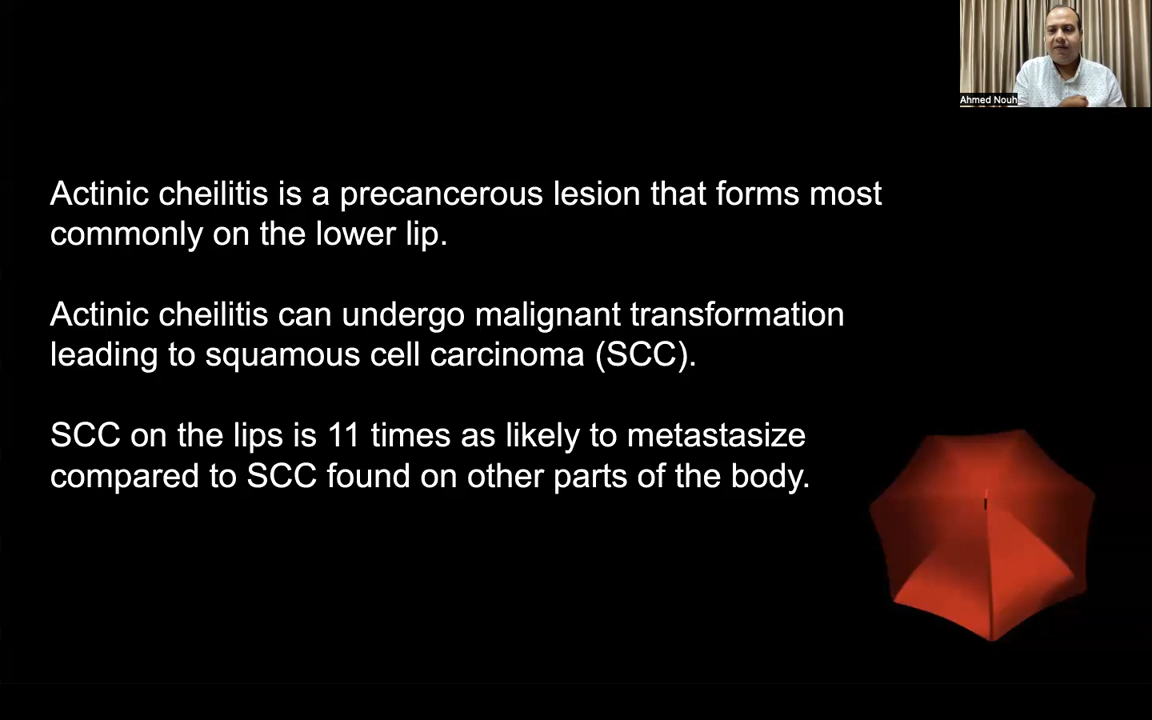 Ahmed Nouh
Actinic cheilitis is a precancerous lesion that forms most
commonly on the lower lip.
Actinic cheilitis can undergo malignant transformation
leading to squamous cell carcinoma (SCC).
SCC on the lips is 11 times as likely to metastasize
compared to SCC found on other parts of the body.